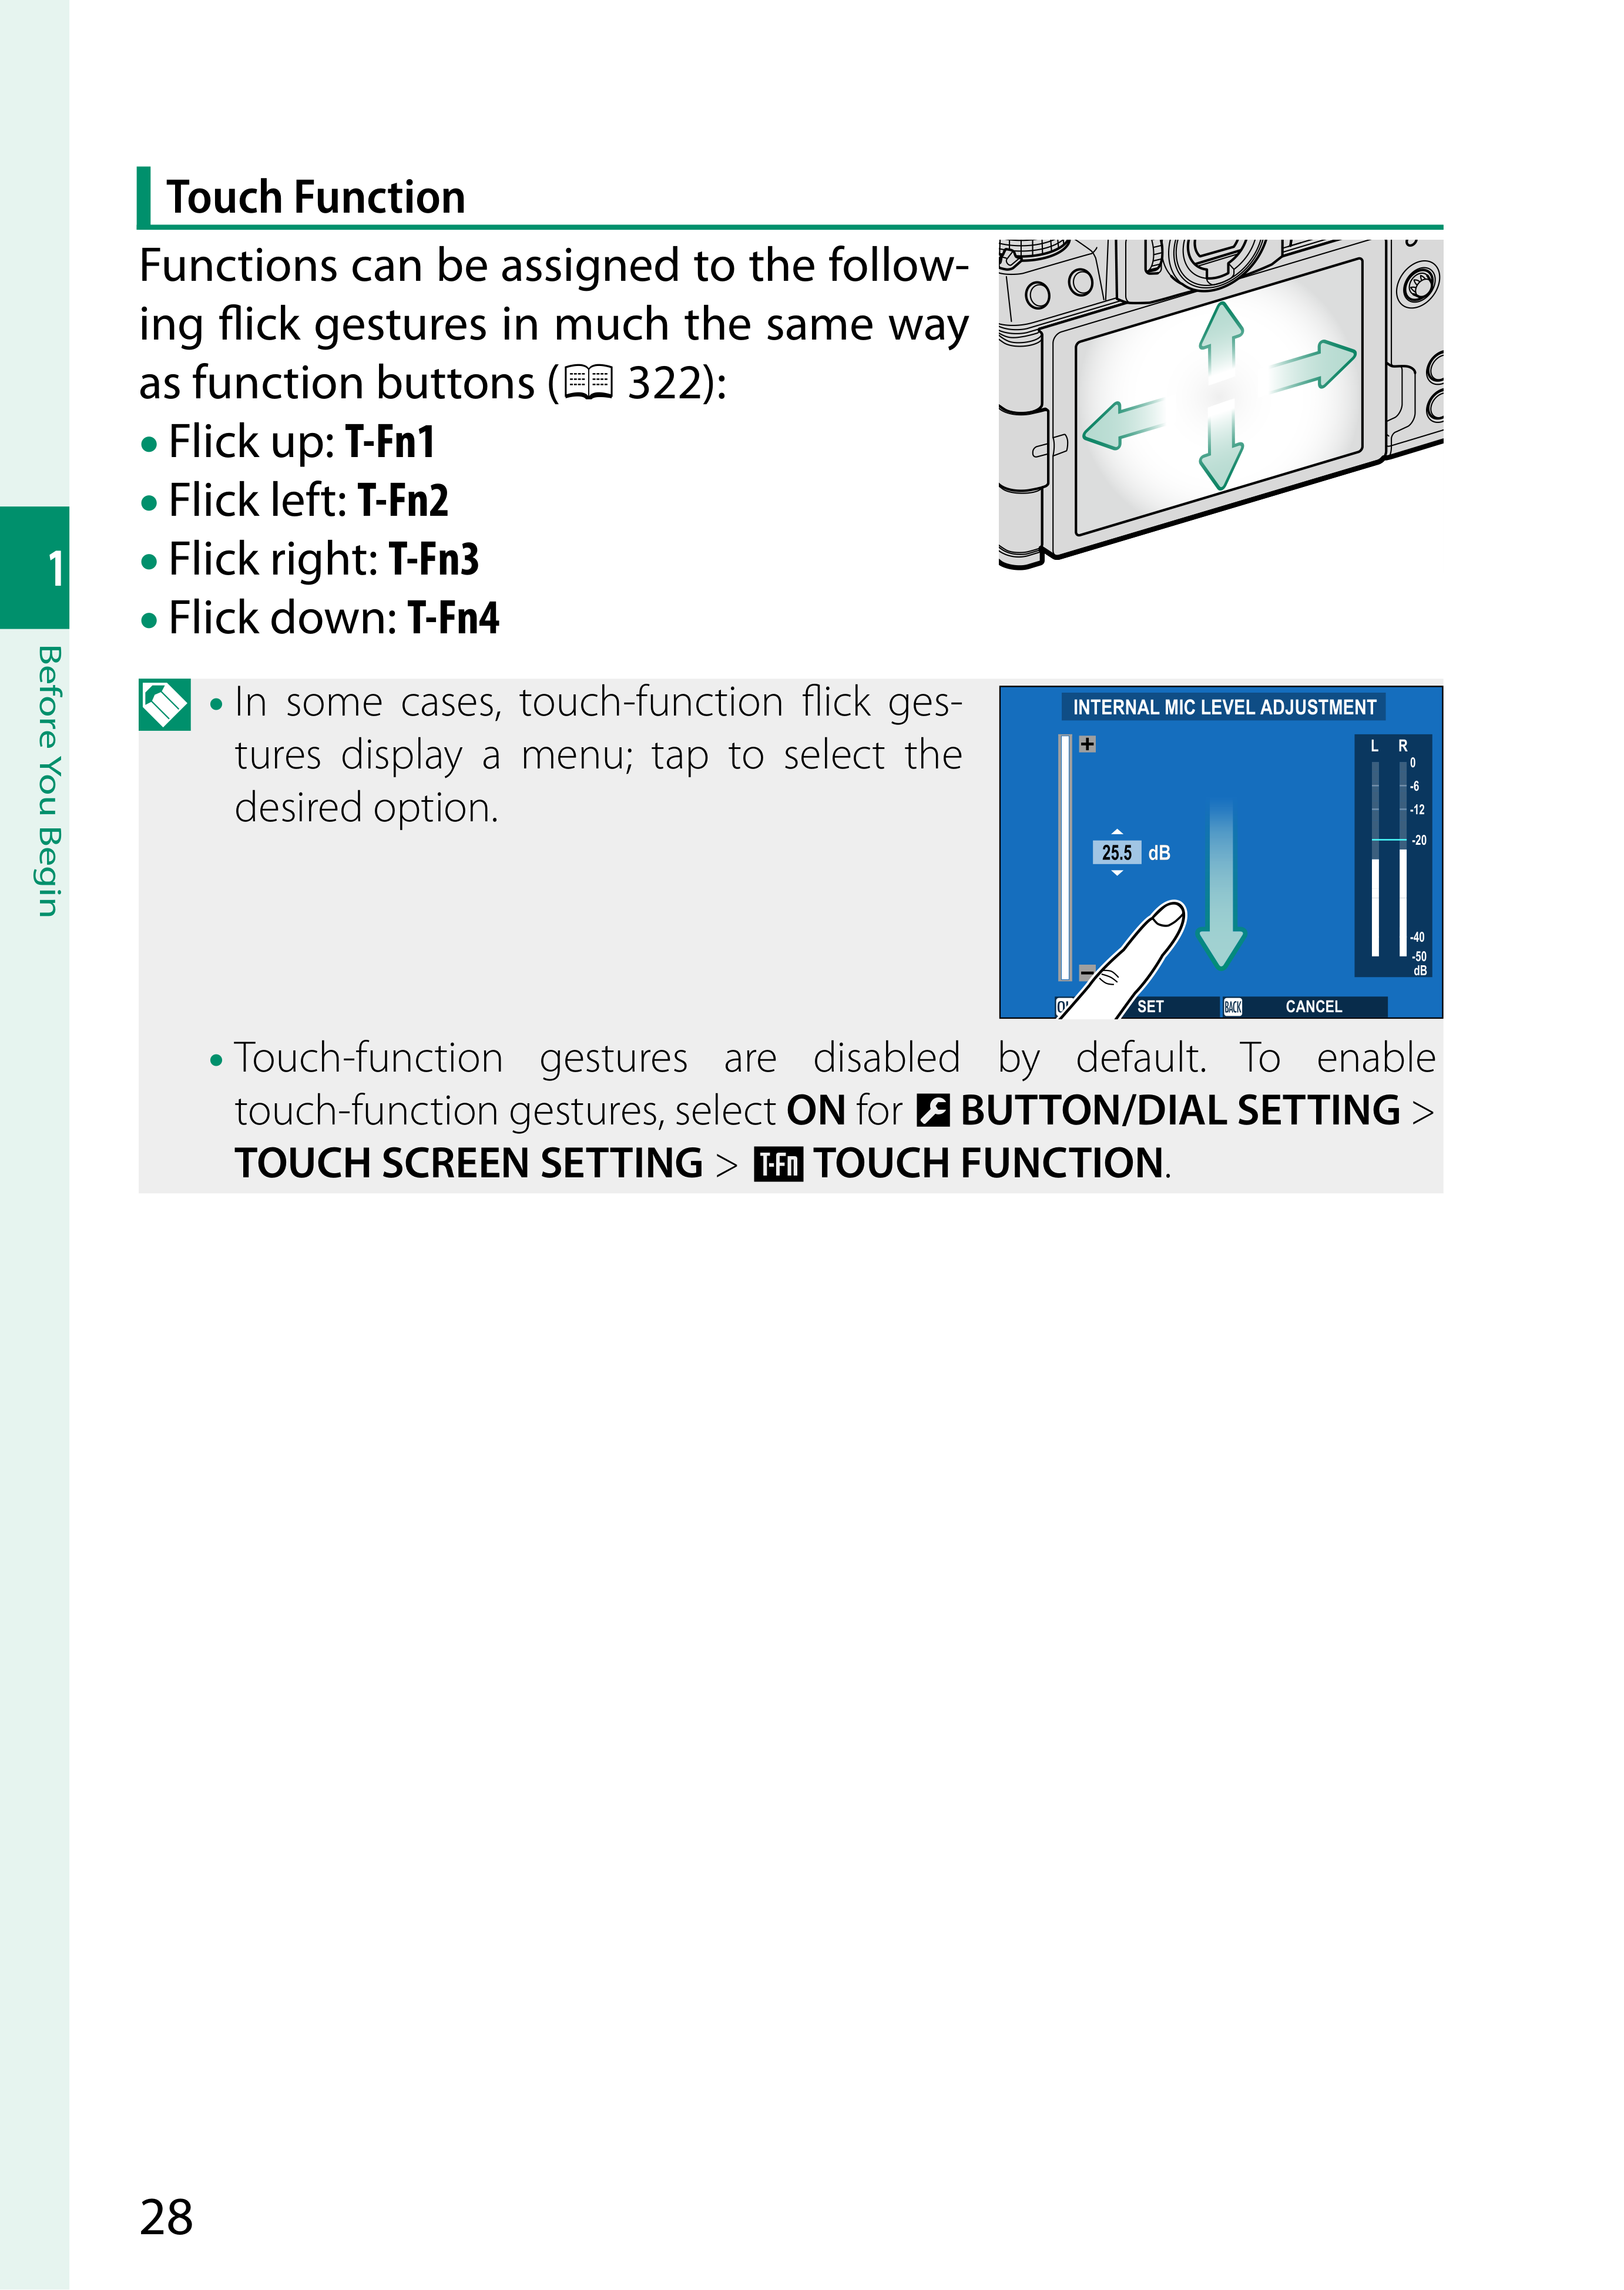 Touch Function
Functions can be assigned to the follow-
ing flick gestures in much the same way
as function buttons (322):
• Flick up: T-Fn1
• Flick left: T-Fn2
• Flick right: T-Fn3
• Flick down: T-Fn4
1
Before You Begin
• In some cases, touch-function flick ges-
tures display a menu; tap to select the
desired option.
INTERNAL MIC LEVEL ADJUSTMENT
L R
0
-6
-12
-20
25.5 dB
-40
-50
dB
SET BACK CANCEL
• Touch-function gestures are disabled by default. To enable
touch-function gestures, select ON for BUTTON/DIAL SETTING >
TOUCH SCREEN SETTING > T-Fn TOUCH FUNCTION.
28